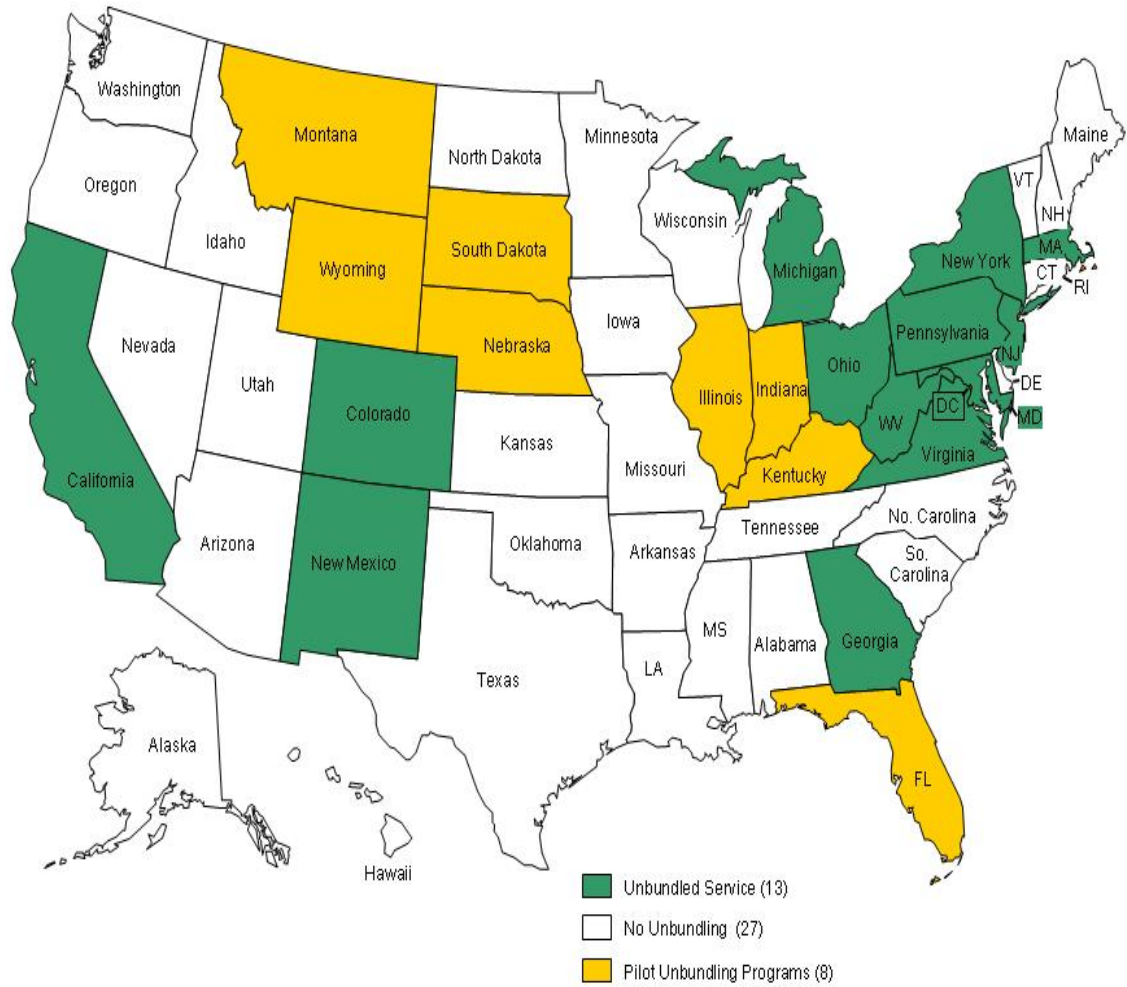 Washington
Montana
North Dakota
Minnesota
Maine
VT
Oregon
NH
Wisconsin
Idaho
South Dakota
MA
New York
Wyoming
Michigan
CT
RI
Iowa
Pennsylvania
Nevada
Nebraska
NJ
Ohio
Utah
Illinois
Indiana
DE
Colorado
DC
MD
WV
Kansas
Virginia
California
Missouri
Kentucky
No. Carolina
Tennessee
Arizona
Oklahoma
Arkansas
So.
Carolina
New Mexico
MS
Alabama
Georgia
LA
Texas
Alaska
FL
Hawaii
Unbundled Service (13)
No Unbundling (27)
Pilot Unbundling Programs (8)